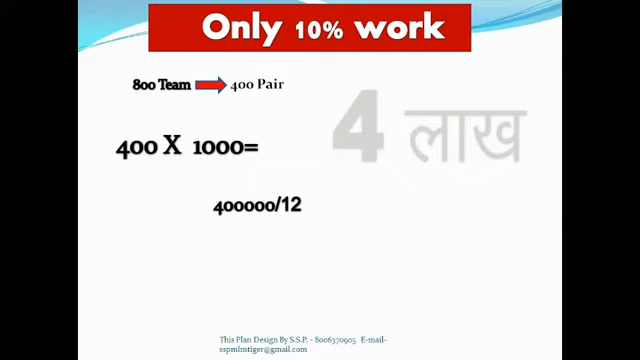 Only 10% work
800 Team 400 Pair
4 लाख
400 X 1000=
400000/12
This Plan Design By S.S.P. - 8006370905 E-mail-
sspmlmtiger@gmail.com